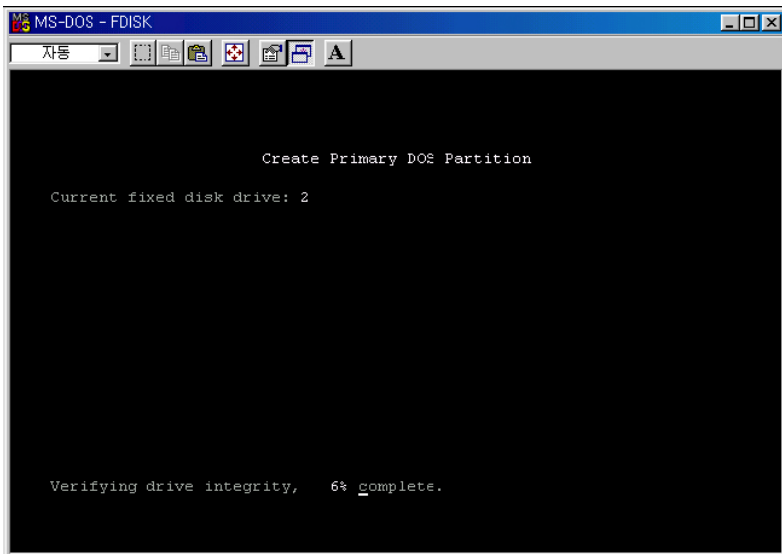 MS-DOS - FDISK
자동
A
Create Primary DOS Partition
Current fixed disk drive: 2
Verifying drive integrity, 6% complete.